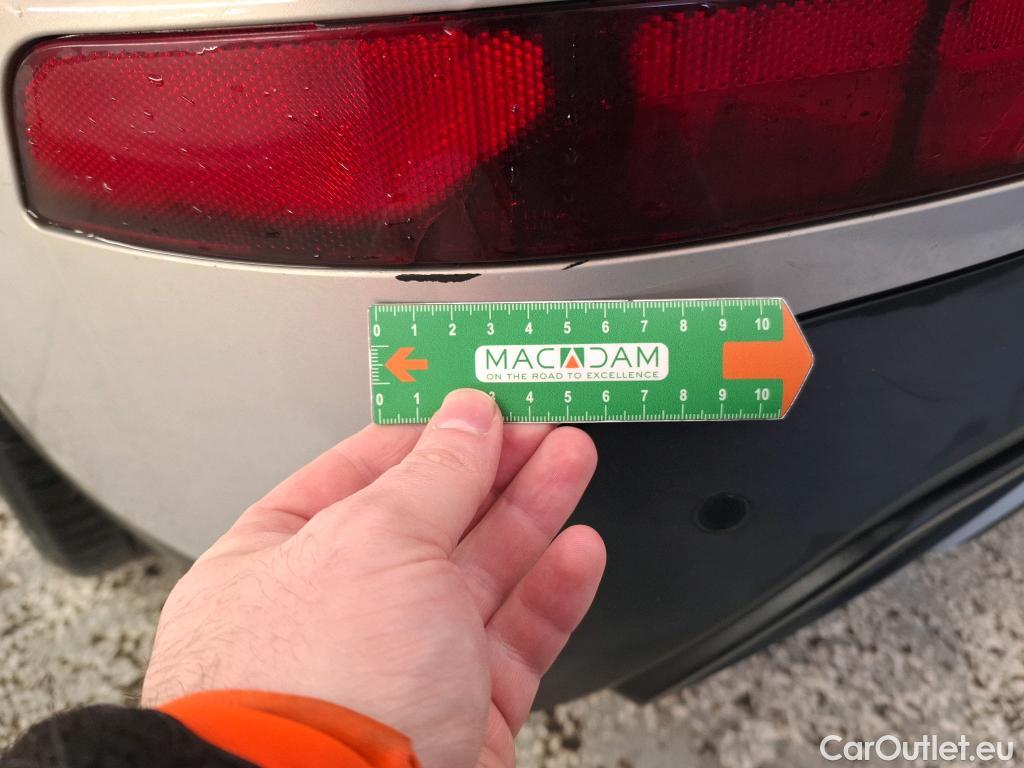 0 1 2 3 4 5 6 7 8 9 10
MACADAM
ON THE ROAD TO EXCELLENCE
0 1 3 4 5 6 7 8 9 10
CarOutlet.eu